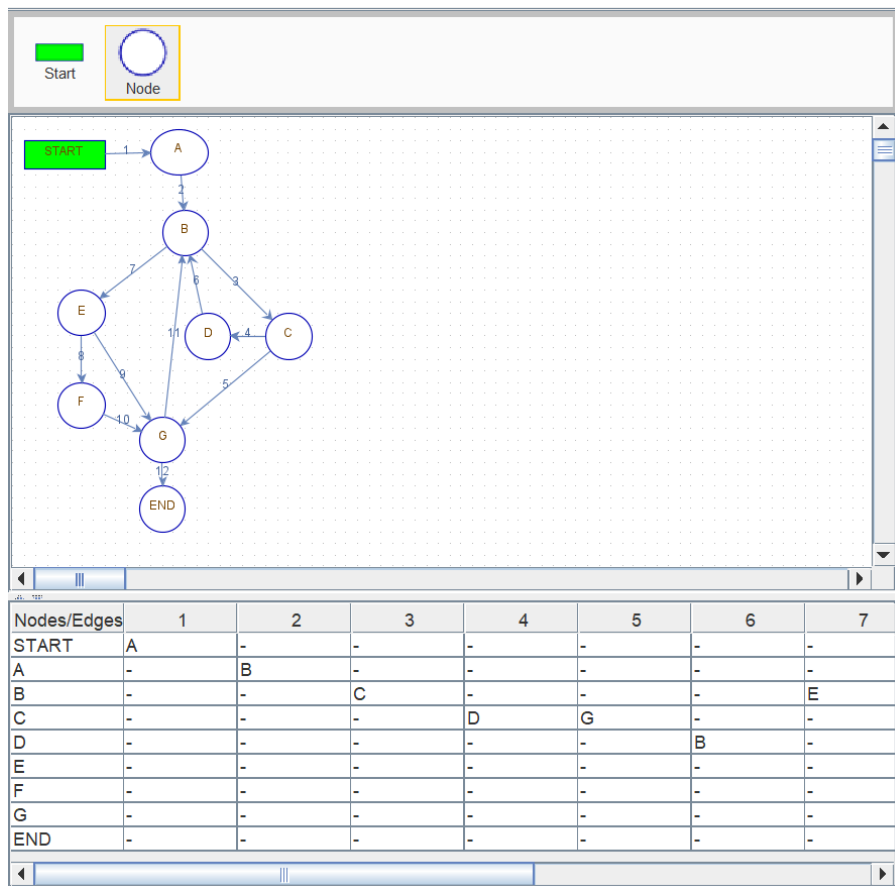 Start
Node
START
1
A
2
B
7
6
3
E
11
D
4
C
8
9
5
F
10
G
12
END
Nodes/Edges 1 2 3 4 5 6 7
START A - - - - - -
A - B - - - - -
B - - C - - - E
C - - - D G - -
D - - - - - B -
E - - - - - - -
F - - - - - - -
G - - - - - - -
END - - - - - - -